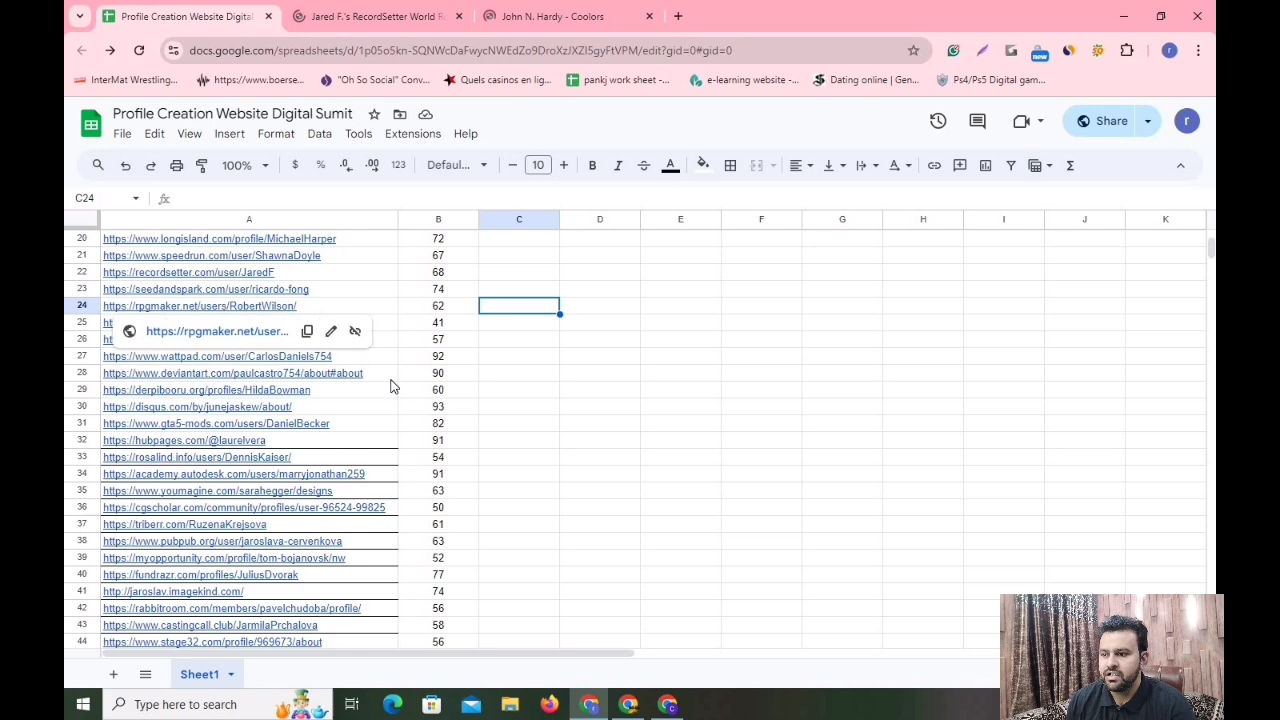 Profile Creation Website Digital
Jared F.'s RecordSetter World R
John N. Hardy - Coolors
docs.google.com/spreadsheets/d/1p05o5kn-SQNWcDaFwycNWEdZo9DroXzJXZI5gyFtVPM/edit?gid=0#gid=0
r
new
InterMat Wrestling...
https://www.boerse...
"Oh So Social" Conv...
Quels casinos en lig...
pankj work sheet -...
e-learning website -...
Dating online | Gen...
Ps4/Ps5 Digital gam...
Profile Creation Website Digital Sumit
File Edit View Insert Format Data Tools Extensions Help
Share
r
100% $ % .0 .00 123 Defaul... 10 B I S A Σ
C24 fx
A B C D E F G H I J K
20 https://www.longisland.com/profile/MichaelHarper 72
21 https://www.speedrun.com/user/ShawnaDoyle 67
22 https://recordsetter.com/user/JaredF 68
23 https://seedandspark.com/user/ricardo-fong 74
24 https://rpgmaker.net/users/RobertWilson/ 62
25 ht 41
https://rpgmaker.net/user...
26 ht 57
27 https://www.wattpad.com/user/CarlosDaniels754 92
28 https://www.deviantart.com/paulcastro754/about#about 90
29 https://derpibooru.org/profiles/HildaBowman 60
30 https://disqus.com/by/junejaskew/about/ 93
31 https://www.gta5-mods.com/users/DanielBecker 82
32 https://hubpages.com/@laurelvera 91
33 https://rosalind.info/users/DennisKaiser/ 54
34 https://academy.autodesk.com/users/marryjonathan259 91
35 https://www.youmagine.com/sarahegger/designs 63
36 https://cgscholar.com/community/profiles/user-96524-99825 50
37 https://triberr.com/RuzenaKrejsova 61
38 https://www.pubpub.org/user/jaroslava-cervenkova 63
39 https://myopportunity.com/profile/tom-bojanovsk/nw 52
40 https://fundrazr.com/profiles/JuliusDvorak 77
41 http://jaroslav.imagekind.com/ 74
42 https://rabbitroom.com/members/pavelchudoba/profile/ 56
43 https://www.castingcall.club/JarmilaPrchalova 58
44 https://www.stage32.com/profile/969673/about 56
Sheet1
Type here to search